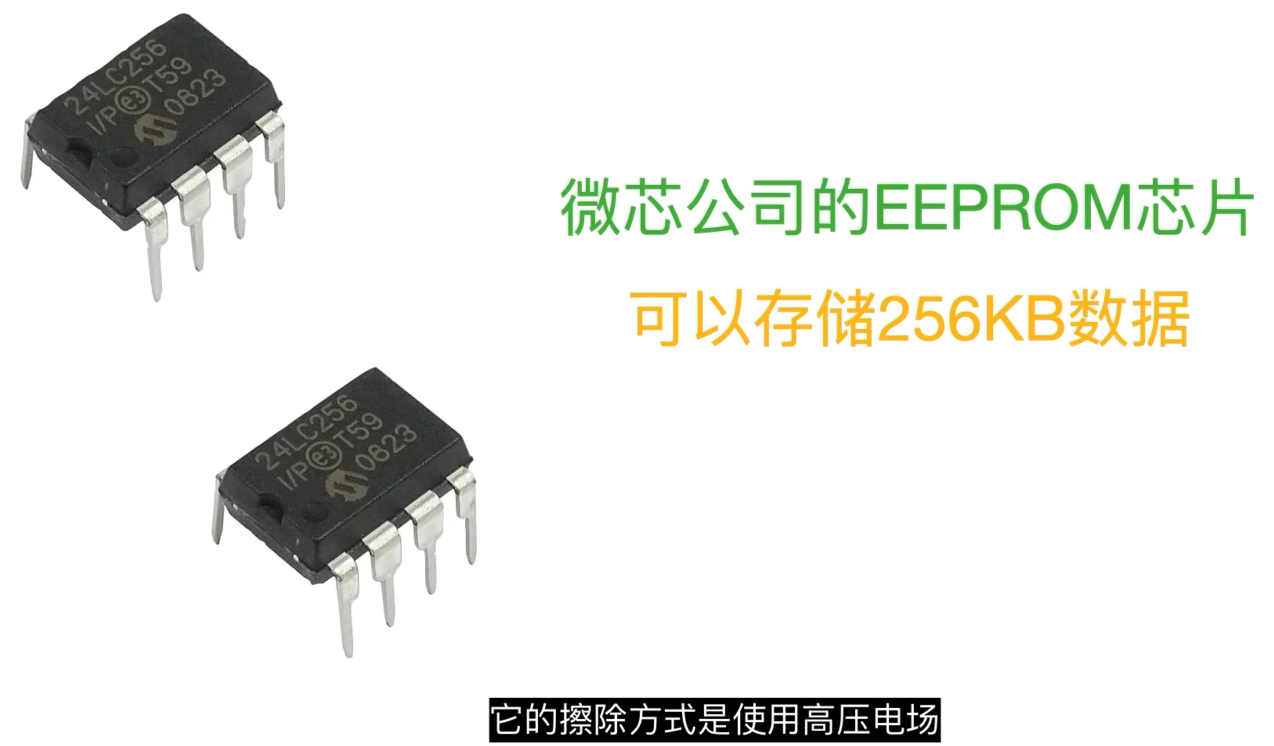 24LC256
I/P e3 T59
0823
微芯公司的EEPROM芯片
可以存储256KB数据
24LC256
I/P e3 T59
0823
它的擦除方式是使用高压电场